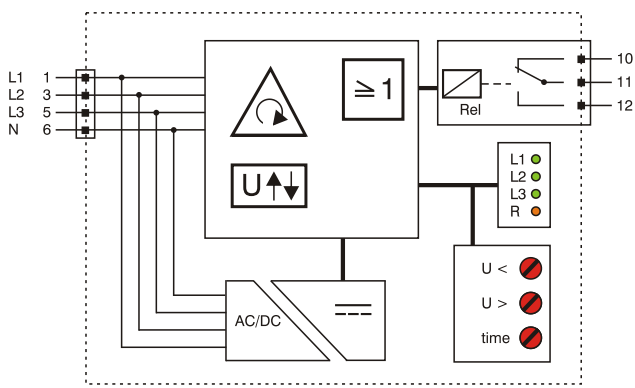 L1 1
L2 3
L3 5
N 6
≥1
U
Rel
10
11
12
L1
L2
L3
R
AC/DC
U <
U >
time